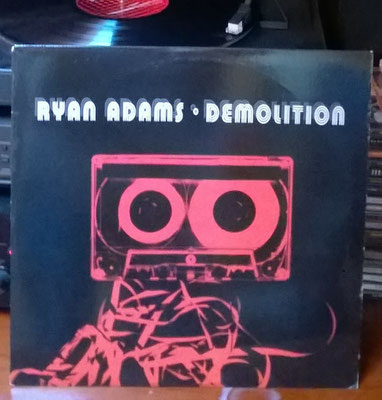 RYAN ADAMS • DEMOLITION